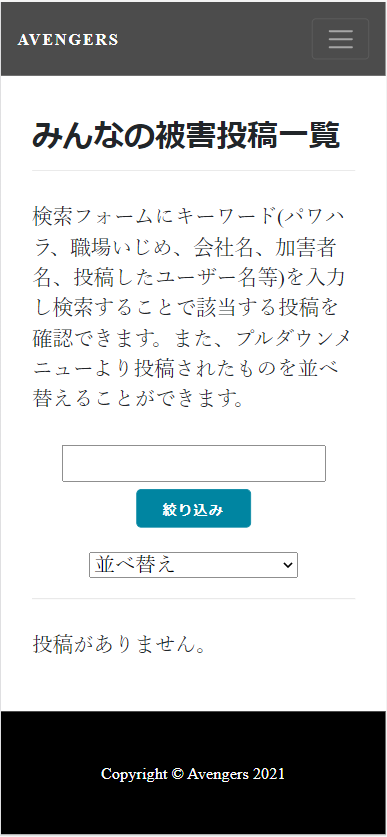 AVENGERS
みんなの被害投稿一覧
検索フォームにキーワード(パワハ
ラ、職場いじめ、会社名、加害者
名、投稿したユーザー名等)を入力
し検索することで該当する投稿を
確認できます。また、プルダウンメ
ニューより投稿されたものを並べ
替えることができます。
絞り込み
並べ替え
投稿がありません。
Copyright © Avengers 2021